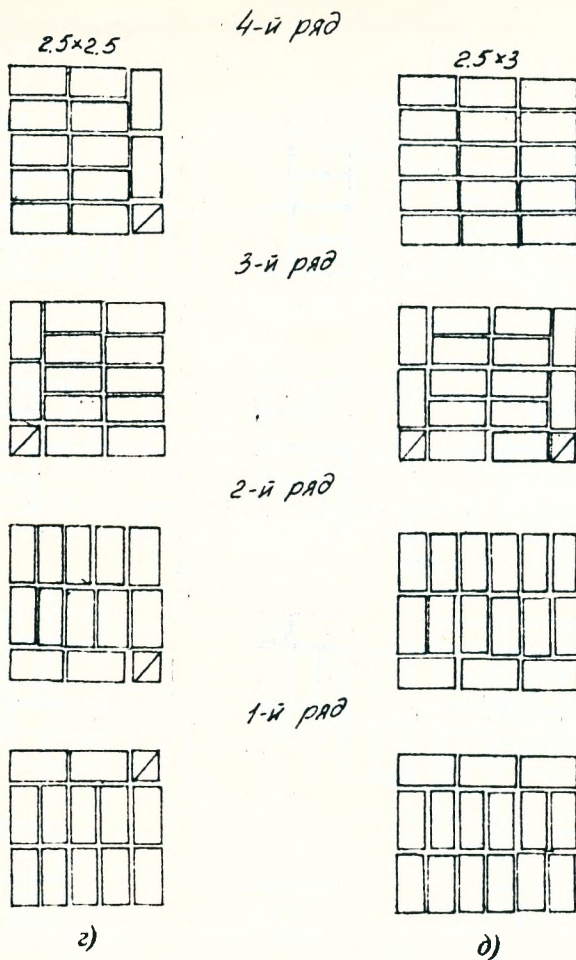 4-й ряд
2.5×2.5
2.5×3
3-й ряд
2-й ряд
1-й ряд
г)
д)